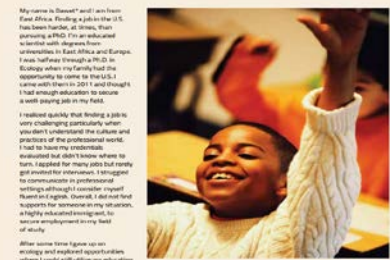 My name is Dawet* and I am from
East Africa. Finding a job in the U.S.
has been harder, at times, than
pursuing a PhD. I'm an educated
scientist with degrees from
universities in East Africa and Europe.
I was halfway through a Ph.D. in
Ecology when my family had the
opportunity to come to the U.S. I
came with them in 2011 and thought
I had enough education to secure
a well-paying job in my field.
I realized quickly that finding a job is
very challenging particularly when
you don't understand the culture and
practices of the professional world.
I had to have my credentials
evaluated but didn't know where to
turn. I applied for many jobs but rarely
got invited for interviews. I struggled
to communicate in professional
settings although I consider myself
fluent in English. Overall, I did not find
supports for someone in my situation,
a highly educated immigrant, to
secure employment in my field
of study.
After some time I gave up on
ecology and explored opportunities